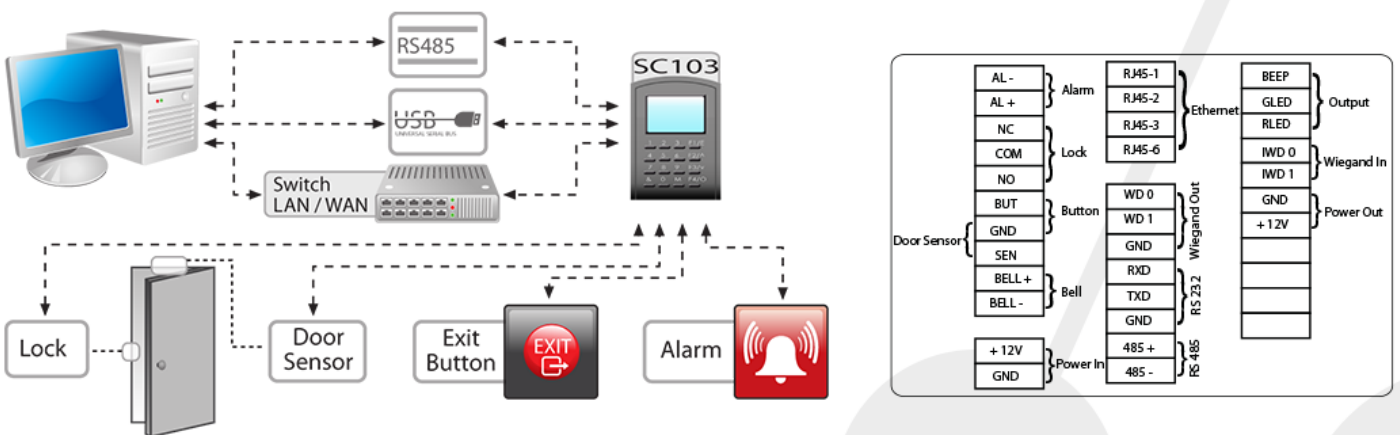 RS485
SC103
USB
UNIVERSAL SERIAL BUS
Switch
LAN / WAN
Lock
Door
Sensor
Exit
Button
EXIT
Alarm
AL -
AL +
Alarm
NC
COM
NO
Lock
BUT
GND
Button
SEN
Door Sensor
BELL +
BELL -
Bell
+ 12V
GND
Power In
RJ45-1
RJ45-2
RJ45-3
RJ45-6
Ethernet
WD 0
WD 1
GND
Wiegand Out
RXD
TXD
GND
RS 232
485 +
485 -
RS 485
BEEP
GLED
RLED
Output
IWD 0
IWD 1
Wiegand In
GND
+ 12V
Power Out